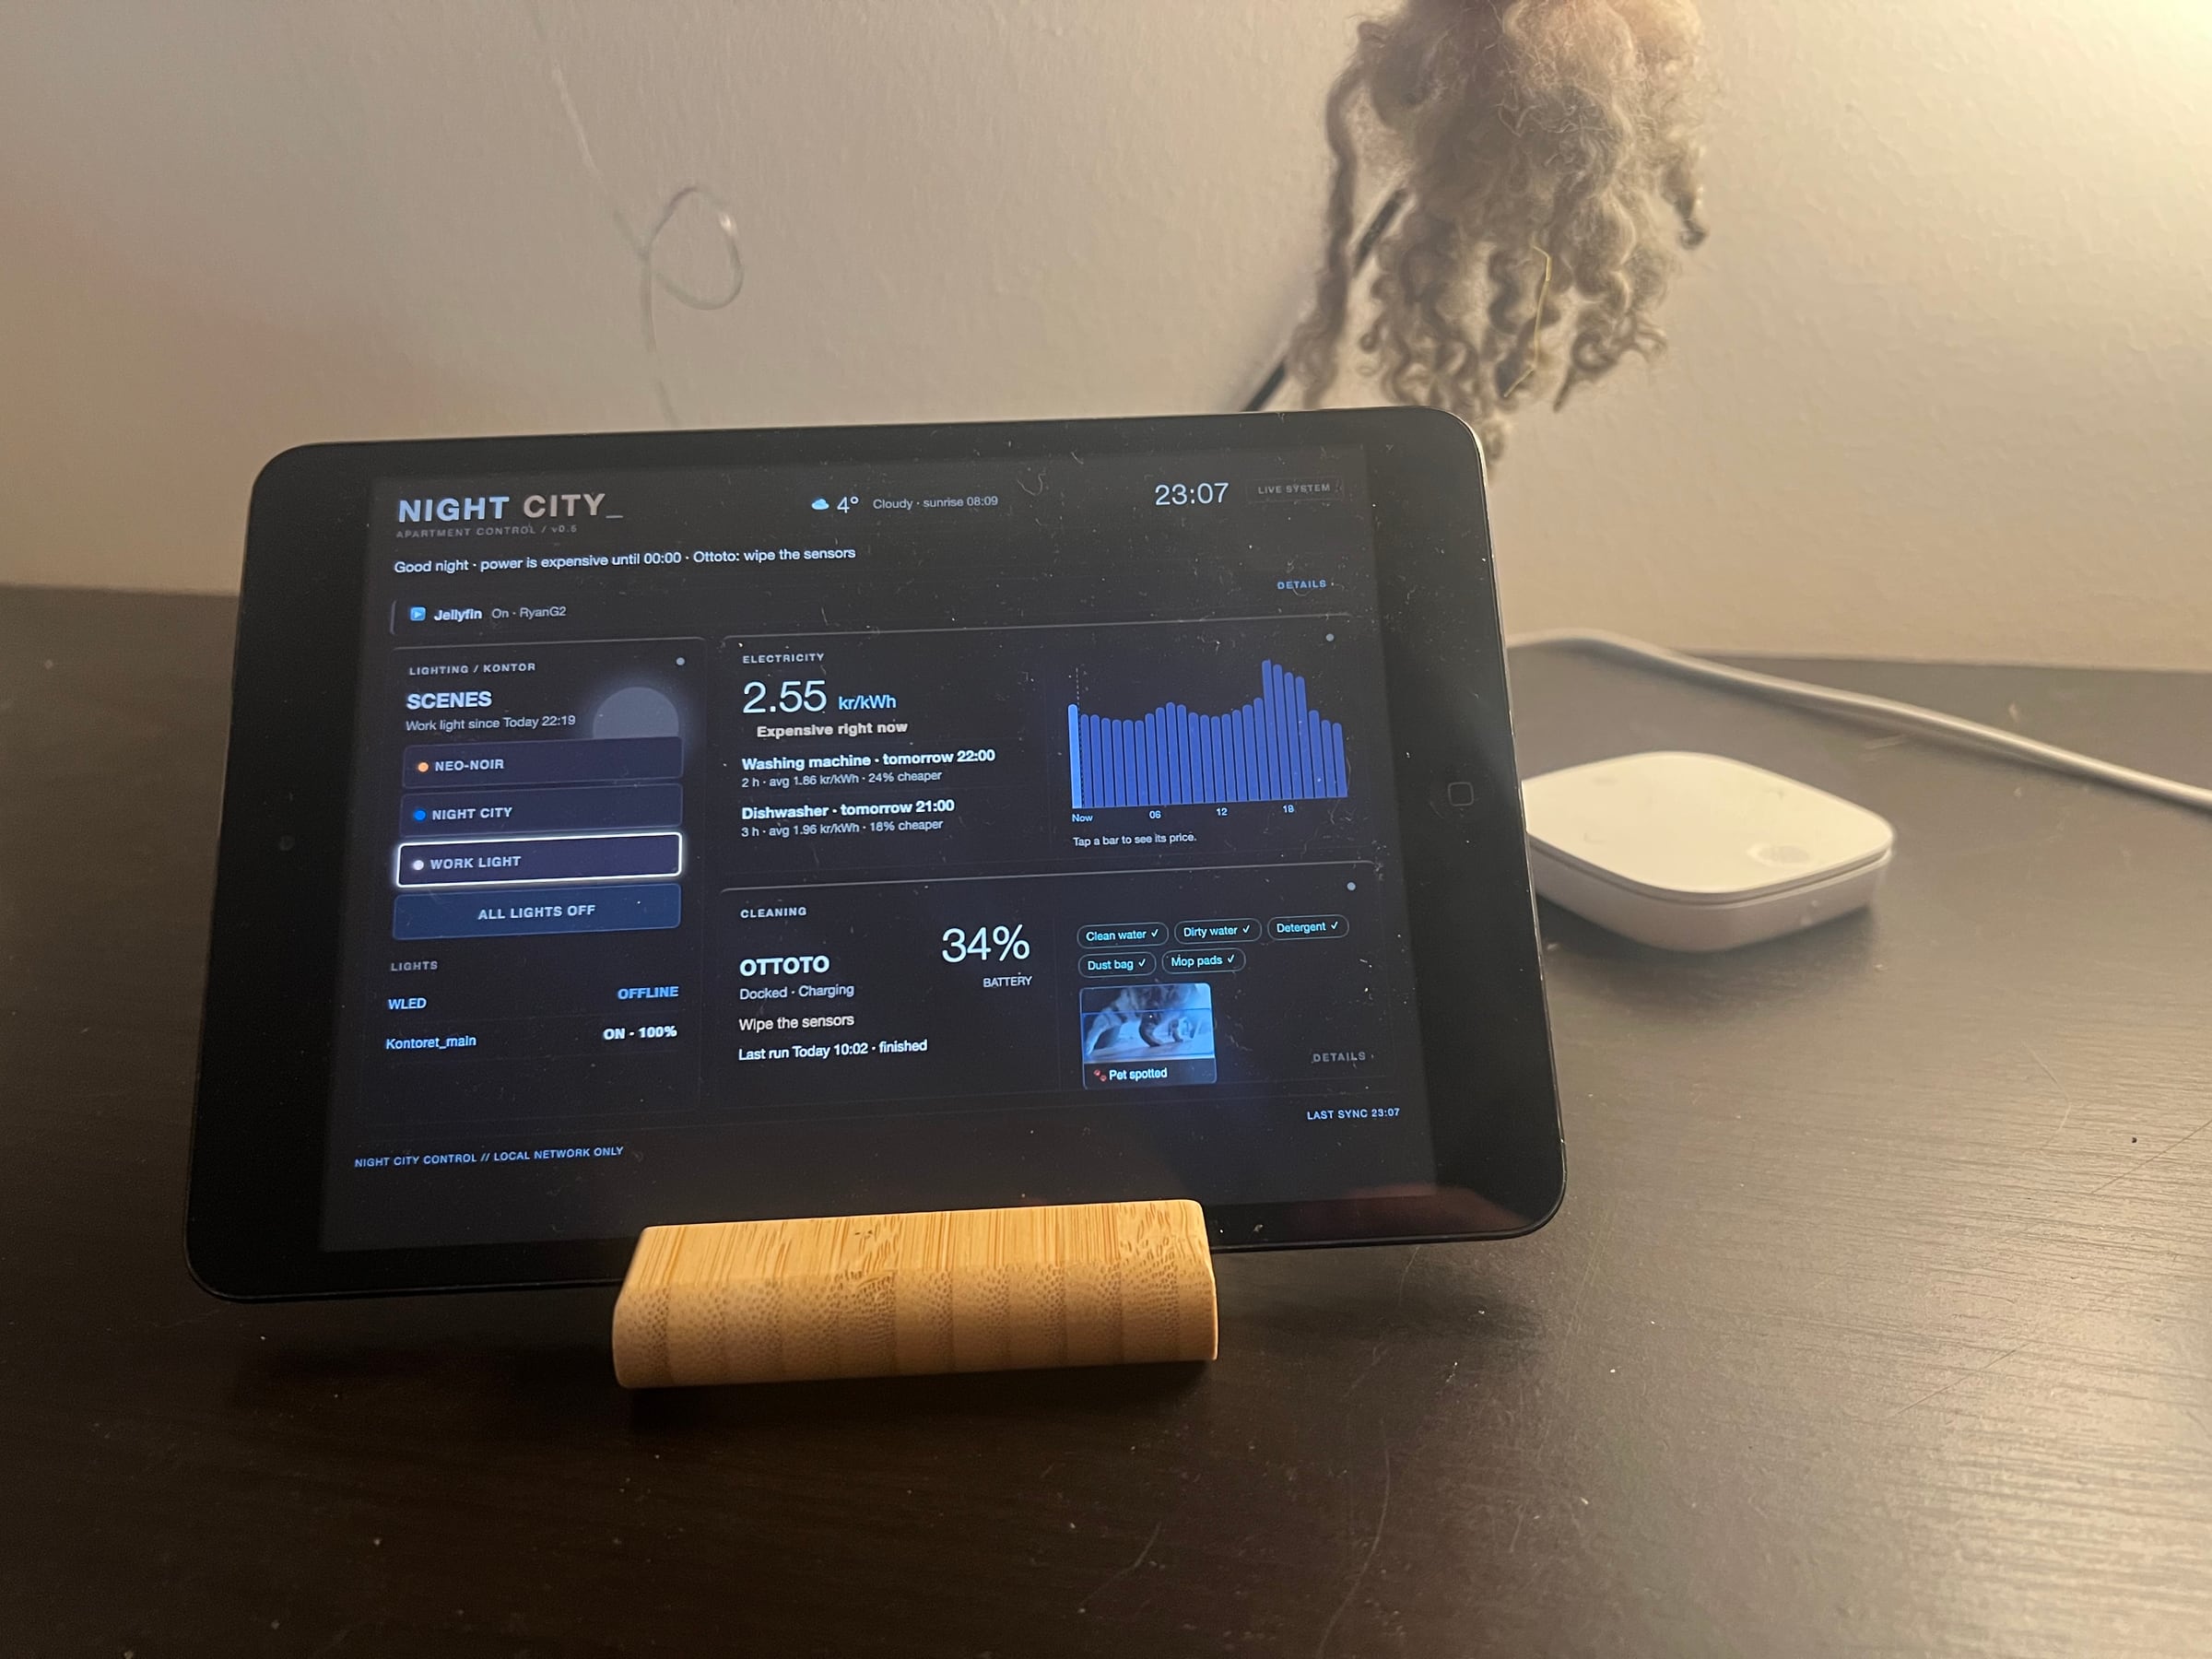 NIGHT CITY_
APARTMENT CONTROL / v0.5
4° Cloudy · sunrise 08:09
23:07
LIVE SYSTEM
Good night · power is expensive until 00:00 · Ottoto: wipe the sensors
DETAILS ›
Jellyfin On · RyanG2
LIGHTING / KONTOR
SCENES
Work light since Today 22:19
NEO-NOIR
NIGHT CITY
WORK LIGHT
ALL LIGHTS OFF
LIGHTS
WLED OFFLINE
Kontoret_main ON - 100%
ELECTRICITY
2.55 kr/kWh
Expensive right now
Washing machine · tomorrow 22:00
2 h · avg 1.86 kr/kWh · 24% cheaper
Dishwasher · tomorrow 21:00
3 h · avg 1.96 kr/kWh · 18% cheaper
Now 06 12 18
Tap a bar to see its price.
CLEANING
OTTOTO
Docked · Charging
34%
BATTERY
Wipe the sensors
Last run Today 10:02 · finished
Clean water ✓ Dirty water ✓ Detergent ✓
Dust bag ✓ Mop pads ✓
Pet spotted
DETAILS ›
LAST SYNC 23:07
NIGHT CITY CONTROL // LOCAL NETWORK ONLY